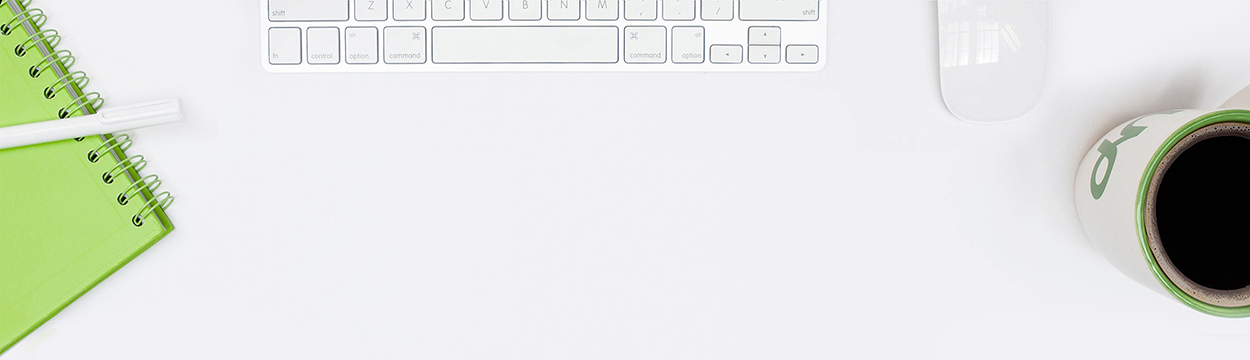 shift Z X C V B N M , . / shift
fn control alt option ⌘ command ⌘ command alt option ◄ ▲ ▼ ►